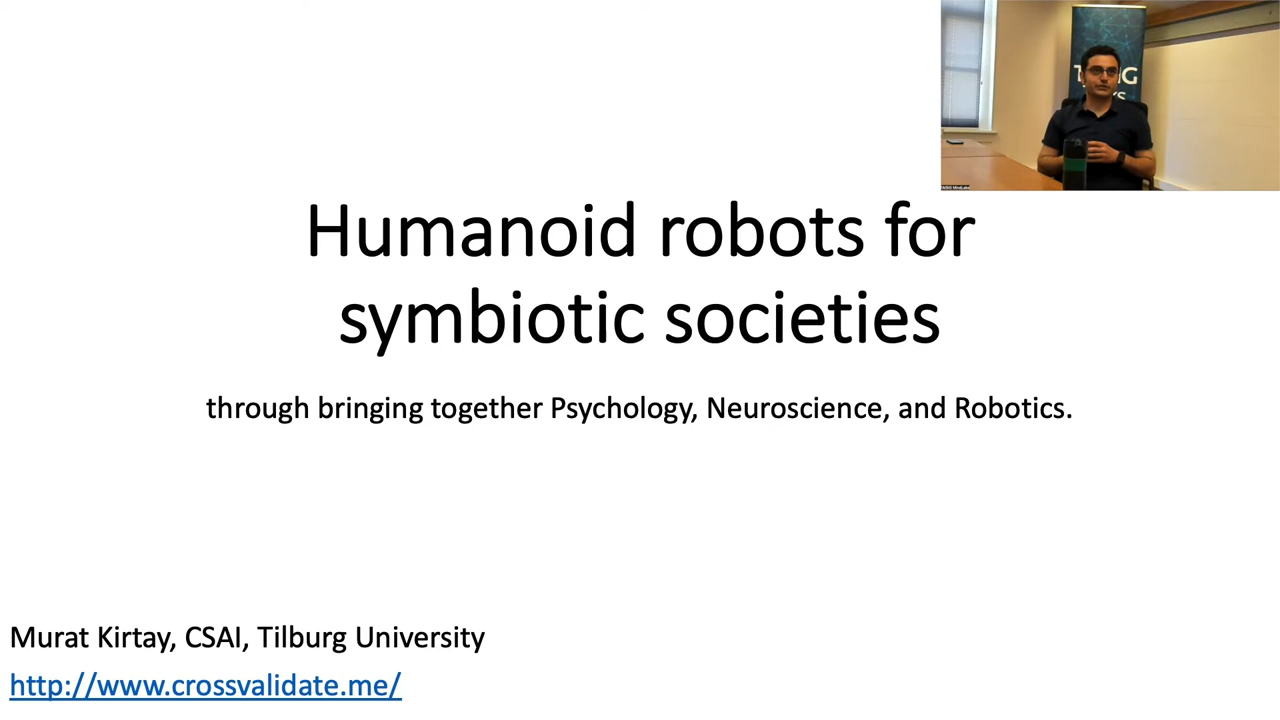 Humanoid robots for
symbiotic societies
through bringing together Psychology, Neuroscience, and Robotics.
Murat Kirtay, CSAI, Tilburg University
http://www.crossvalidate.me/